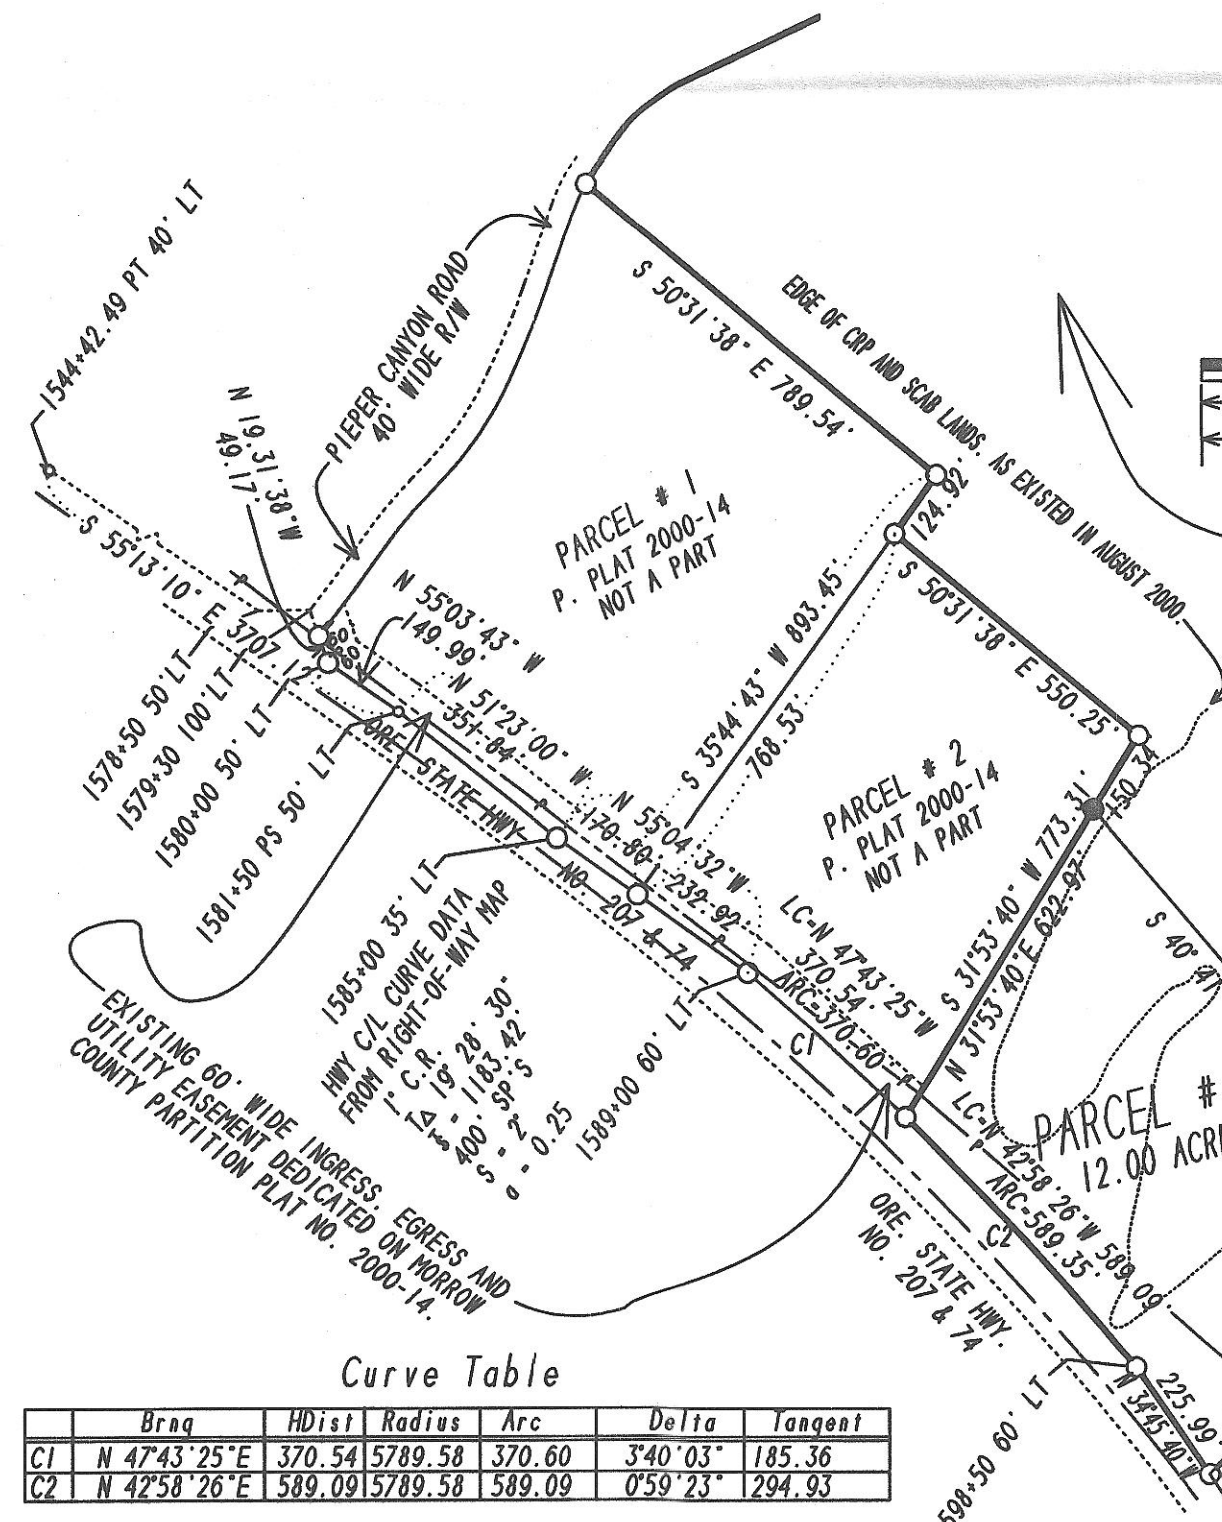 1544+42.49 PT 40' LT
PIEPER CANYON ROAD
40' WIDE R/W
N 19°31'38"W
49.17'
S 50°31'38" E 789.54'
EDGE OF CRP AND SCAB LANDS. AS EXISTED IN AUGUST 2000.
S 55°13'10" E 3707.12
PARCEL # 1
P. PLAT 2000-14
NOT A PART
124.92'
N 55°03'43" W
149.99'
S 50°31'38" E 550.25'
S 35°44'43" W 893.45'
768.53'
N 51°23'00" W
351.84
1578+50 50' LT
1579+30 100' LT
1580+00 50' LT
1581+50 PS 50' LT
ORE. STATE HWY. NO. 207 & 74
PARCEL # 2
P. PLAT 2000-14
NOT A PART
150.34
N 55°04'32"W
170.80
232.92
S 31°53'40" W 773.31'
N 31°53'40"E 622.97'
S 40°47
LC-N 47°43'25"W
370.54'
ARC=370.60
C1
1585+00 35' LT
HWY C/L CURVE DATA
FROM RIGHT-OF-WAY MAP
1° C.R.
19° 28' 30"
1183.42'
400' SP'S
S = 2°
a = 0.25
1589+00 60' LT
EXISTING 60' WIDE INGRESS, EGRESS AND
UTILITY EASEMENT DEDICATED ON MORROW
COUNTY PARTITION PLAT NO. 2000-14.
PARCEL #
12.00 ACR
LC-N 42°58'26"W 589.09
ARC=589.35'
C2
ORE. STATE HWY.
NO. 207 & 74
225.99
N 34°45'40"W
598+50 60' LT
Curve Table
Brng HDist Radius Arc Delta Tangent
C1 N 47°43'25"E 370.54 5789.58 370.60 3°40'03" 185.36
C2 N 42°58'26"E 589.09 5789.58 589.09 0°59'23" 294.93